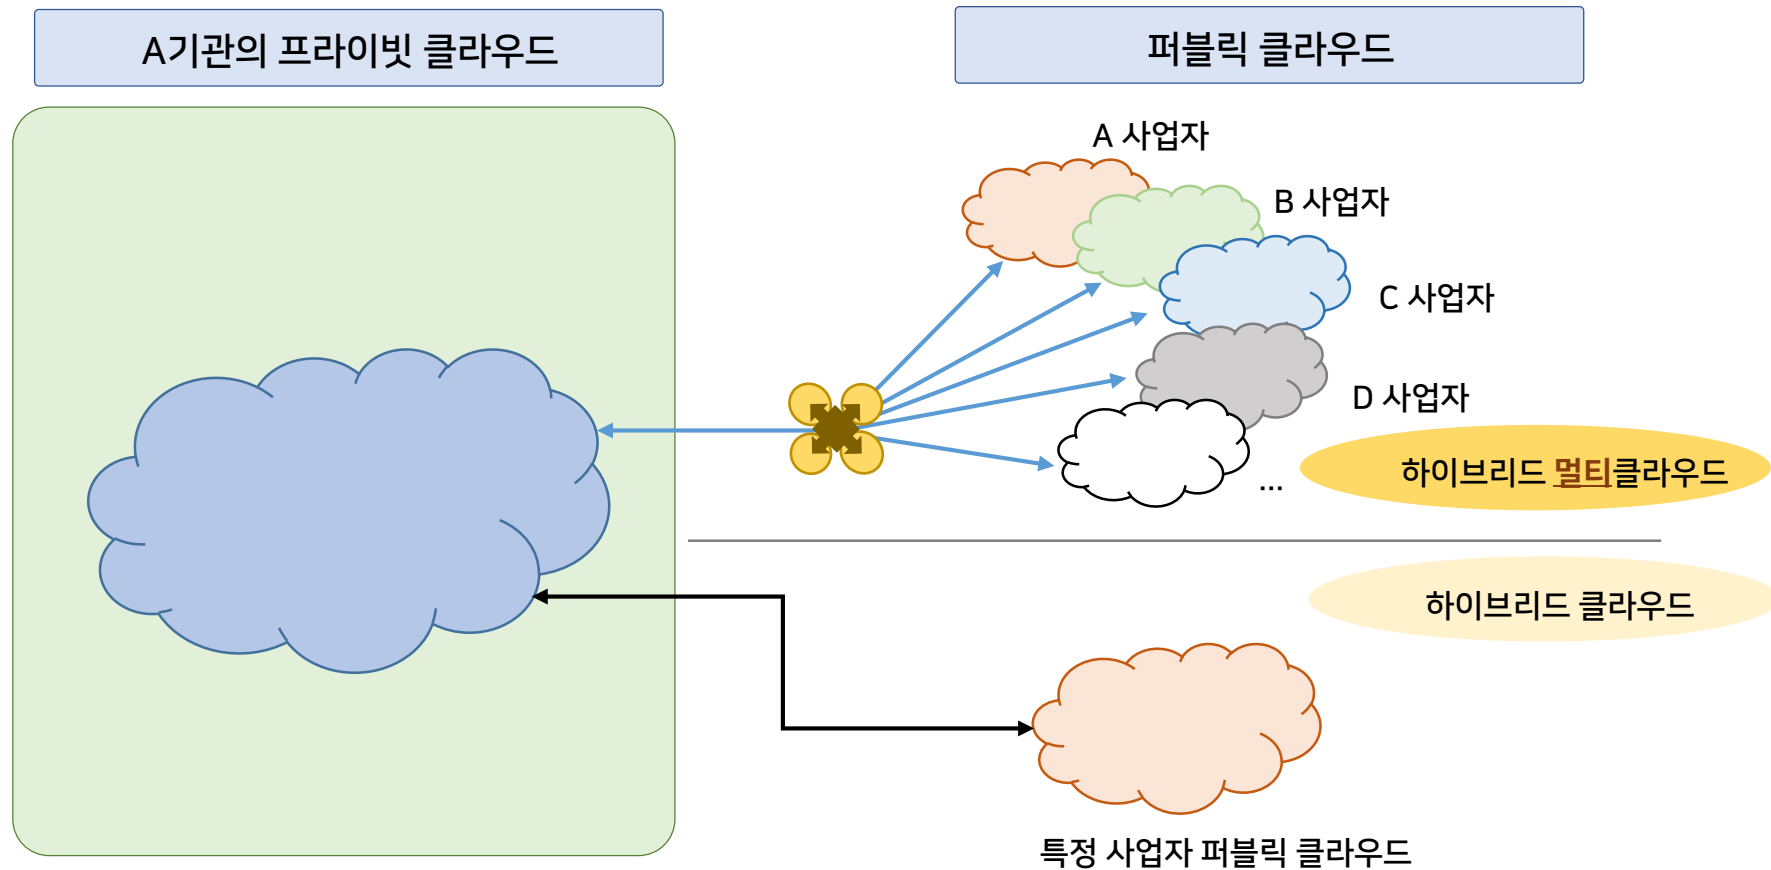 A기관의 프라이빗 클라우드
퍼블릭 클라우드
A 사업자
B 사업자
C 사업자
D 사업자
...
하이브리드 멀티클라우드
하이브리드 클라우드
특정 사업자 퍼블릭 클라우드